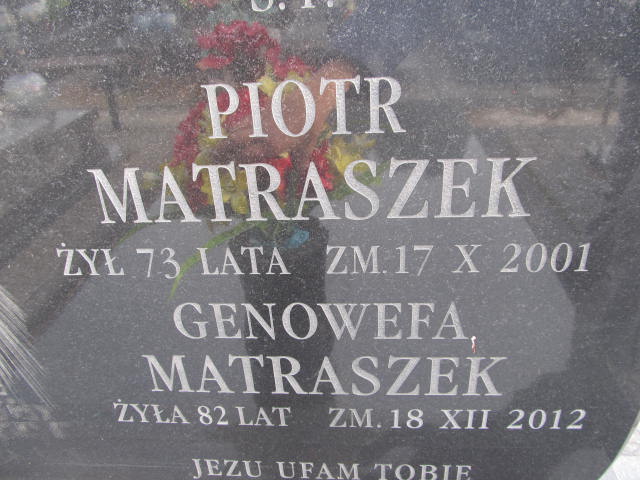 Ś. P.
PIOTR
MATRASZEK
ŻYŁ 73 LATA ZM. 17 X 2001
GENOWEFA
MATRASZEK
ŻYŁA 82 LAT ZM. 18 XII 2012
JEZU UFAM TOBIE